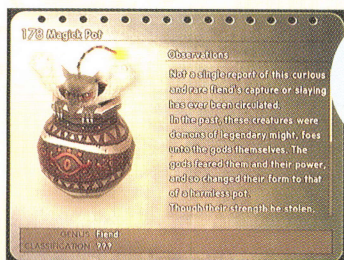 178 Magick Pot
Observations
Not a single report of this curious
and rare fiend's capture or slaying
has ever been circulated.
In the past, these creatures were
demons of legendary might, foes
unto the gods themselves. The
gods feared them and their power,
and so changed their form to that
of a harmless pot.
Though their strength be stolen,
GENUS Fiend
CLASSIFICATION ???